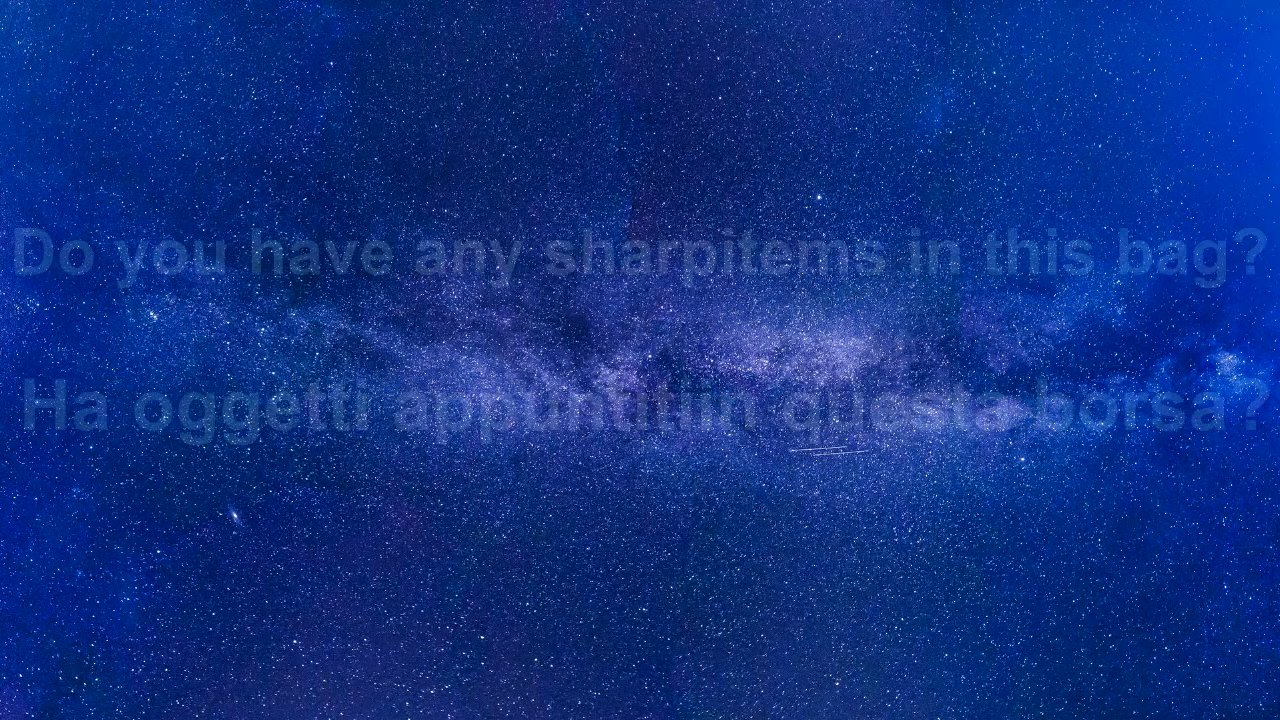 Do you have any sharpitems in this bag?
Ha oggetti appuntitiin questa borsa?